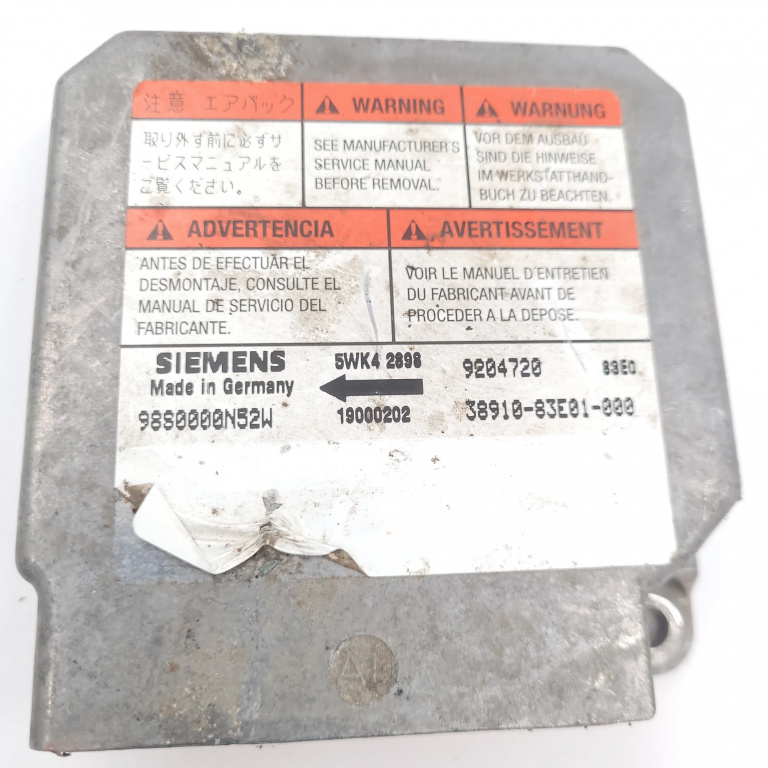 注意 エアバック
取り外す前に必ずサ
ービスマニュアルを
ご覧ください。
WARNING
SEE MANUFACTURER'S
SERVICE MANUAL
BEFORE REMOVAL.
WARNUNG
VOR DEM AUSBAU
SIND DIE HINWEISE
IM WERKSTATTHAND-
BUCH ZU BEACHTEN.
ADVERTENCIA
ANTES DE EFECTUAR EL
DESMONTAJE, CONSULTE EL
MANUAL DE SERVICIO DEL
FABRICANTE.
AVERTISSEMENT
VOIR LE MANUEL D'ENTRETIEN
DU FABRICANT AVANT DE
PROCEDER A LA DEPOSE.
SIEMENS 5WK4 2898 9204720 83E0
Made in Germany
98S0000N52W 19000202 38910-83E01-000